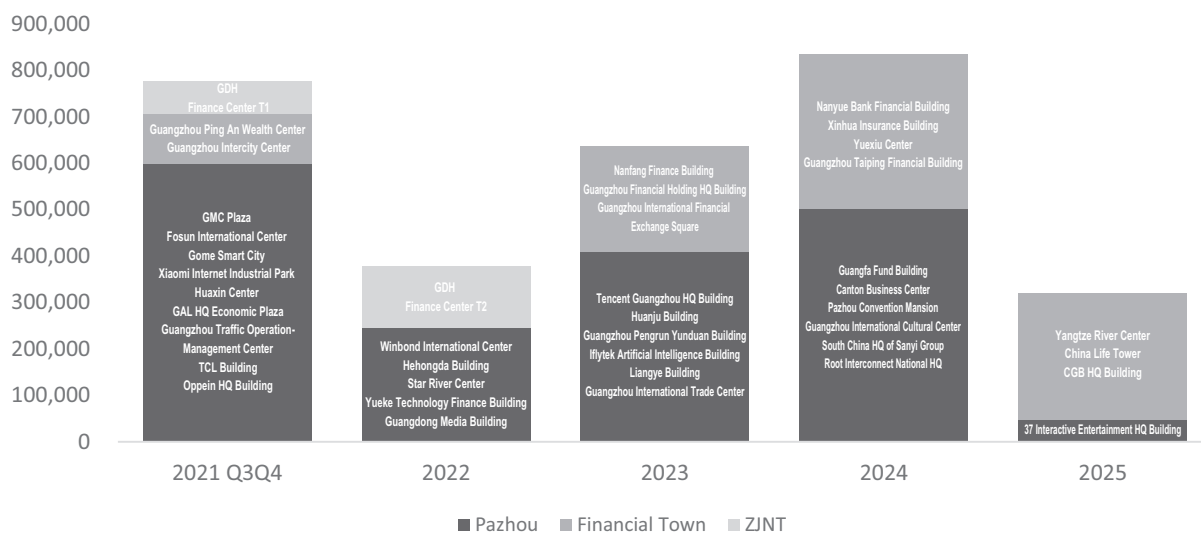 900,000
800,000
700,000
600,000
500,000
400,000
300,000
200,000
100,000
0
GDH
Finance Center T1
Guangzhou Ping An Wealth Center
Guangzhou Intercity Center
GMC Plaza
Fosun International Center
Gome Smart City
Xiaomi Internet Industrial Park
Huaxin Center
GAL HQ Economic Plaza
Guangzhou Traffic Operation-
Management Center
TCL Building
Oppein HQ Building
GDH
Finance Center T2
Winbond International Center
Hehongda Building
Star River Center
Yueke Technology Finance Building
Guangdong Media Building
Nanfang Finance Building
Guangzhou Financial Holding HQ Building
Guangzhou International Financial
Exchange Square
Tencent Guangzhou HQ Building
Huanju Building
Guangzhou Pengrun Yunduan Building
Iflytek Artificial Intelligence Building
Liangye Building
Guangzhou International Trade Center
Nanyue Bank Financial Building
Xinhua Insurance Building
Yuexiu Center
Guangzhou Taiping Financial Building
Guangfa Fund Building
Canton Business Center
Pazhou Convention Mansion
Guangzhou International Cultural Center
South China HQ of Sanyi Group
Root Interconnect National HQ
Yangtze River Center
China Life Tower
CGB HQ Building
37 Interactive Entertainment HQ Building
2021 Q3Q4
2022
2023
2024
2025
Pazhou
Financial Town
ZJNT